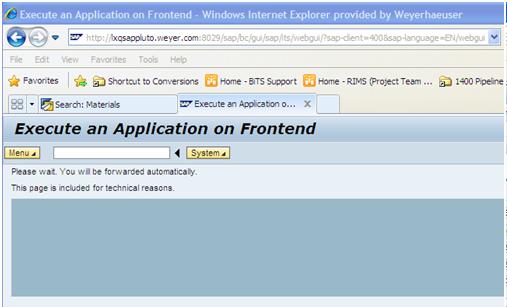 Execute an Application on Frontend - Windows Internet Explorer provided by Weyerhaeuser
SAP http://lxqsappluto.weyer.com:8029/sap/bc/gui/sap/its/webgui/?sap-client=400&sap-language=EN/webgui
File Edit View Favorites Tools Help
Favorites Shortcut to Conversions Home - BITS Support Home - RIMS (Project Team ... 1400 Pipeline
Search: Materials SAP Execute an Application o... X
Execute an Application on Frontend
Menu System
Please wait. You will be forwarded automatically.
This page is included for technical reasons.